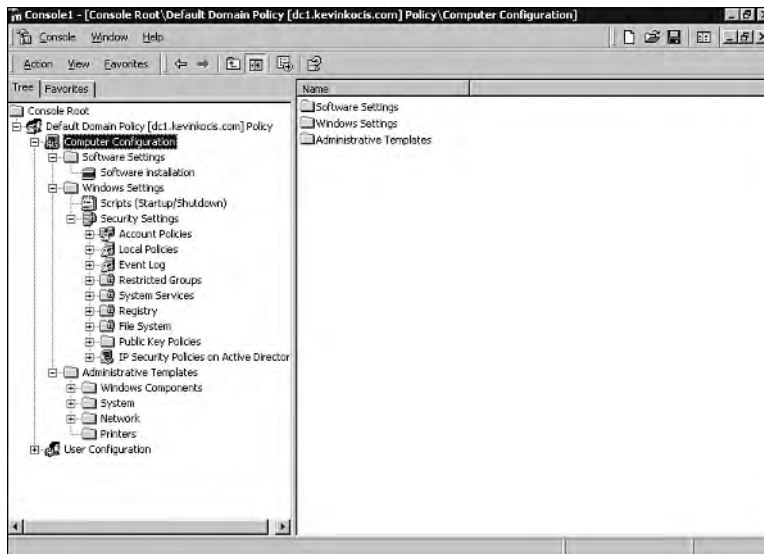 Console1 - [Console Root\Default Domain Policy [dc1.kevinkocis.com] Policy\Computer Configuration]
Console Window Help
Action View Favorites
Tree Favorites
Console Root
Default Domain Policy [dc1.kevinkocis.com] Policy
Computer Configuration
Software Settings
Software installation
Windows Settings
Scripts (Startup/Shutdown)
Security Settings
Account Policies
Local Policies
Event Log
Restricted Groups
System Services
Registry
File System
Public Key Policies
IP Security Policies on Active Director
Administrative Templates
Windows Components
System
Network
Printers
User Configuration
Name
Software Settings
Windows Settings
Administrative Templates